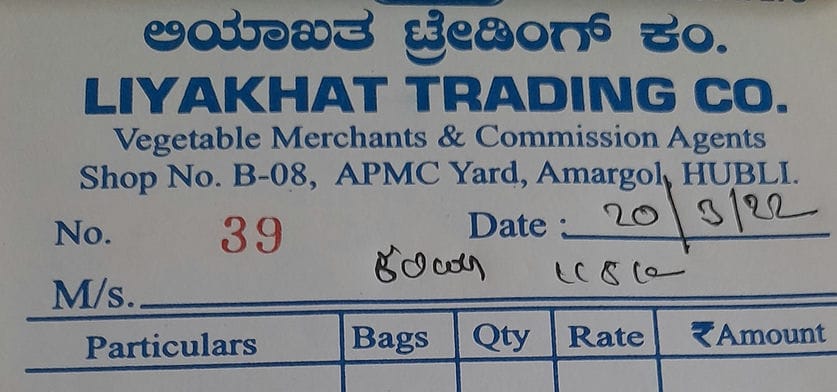 ಲಿಯಾಖತ ಟ್ರೇಡಿಂಗ್ ಕಂ.
LIYAKHAT TRADING CO.
Vegetable Merchants & Commission Agents
Shop No. B-08, APMC Yard, Amargol, HUBLI.
No. 39 Date : 20/3/22
M/s.
Particulars Bags Qty Rate ₹Amount